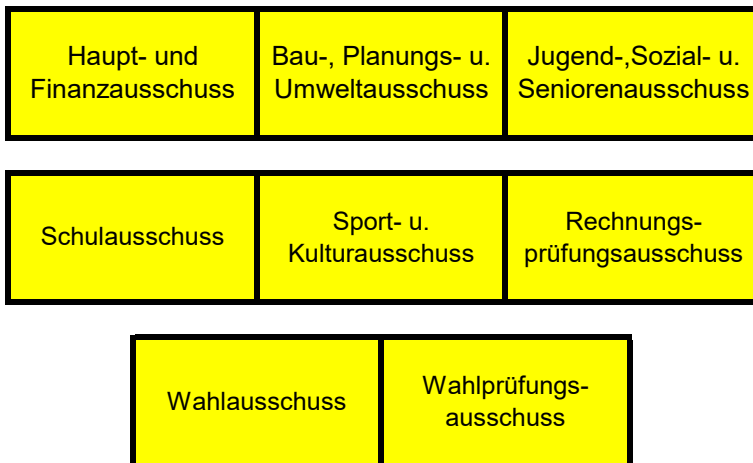 Haupt- und
Finanzausschuss
Bau-, Planungs- u.
Umweltausschuss
Jugend-,Sozial- u.
Seniorenausschuss
Schulausschuss
Sport- u.
Kulturausschuss
Rechnungs-
prüfungsausschuss
Wahlausschuss
Wahlprüfungs-
ausschuss